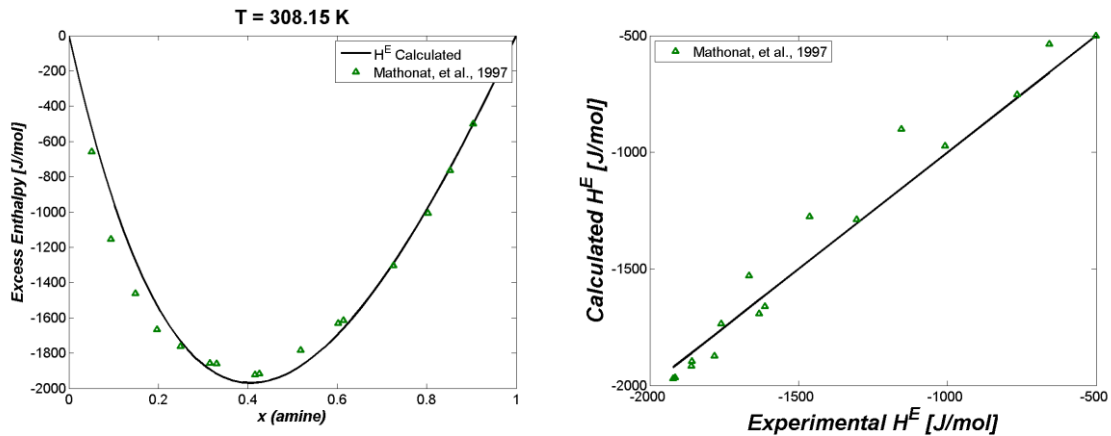 T = 308.15 K
0
-200
-400
-600
-800
-1000
-1200
-1400
-1600
-1800
-2000
Excess Enthalpy [J/mol]
H^E Calculated
Mathonat, et al., 1997
0 0.2 0.4 0.6 0.8 1
x (amine)
Mathonat, et al., 1997
-500
-1000
-1500
-2000
Calculated H^E [J/mol]
-2000 -1500 -1000 -500
Experimental H^E [J/mol]